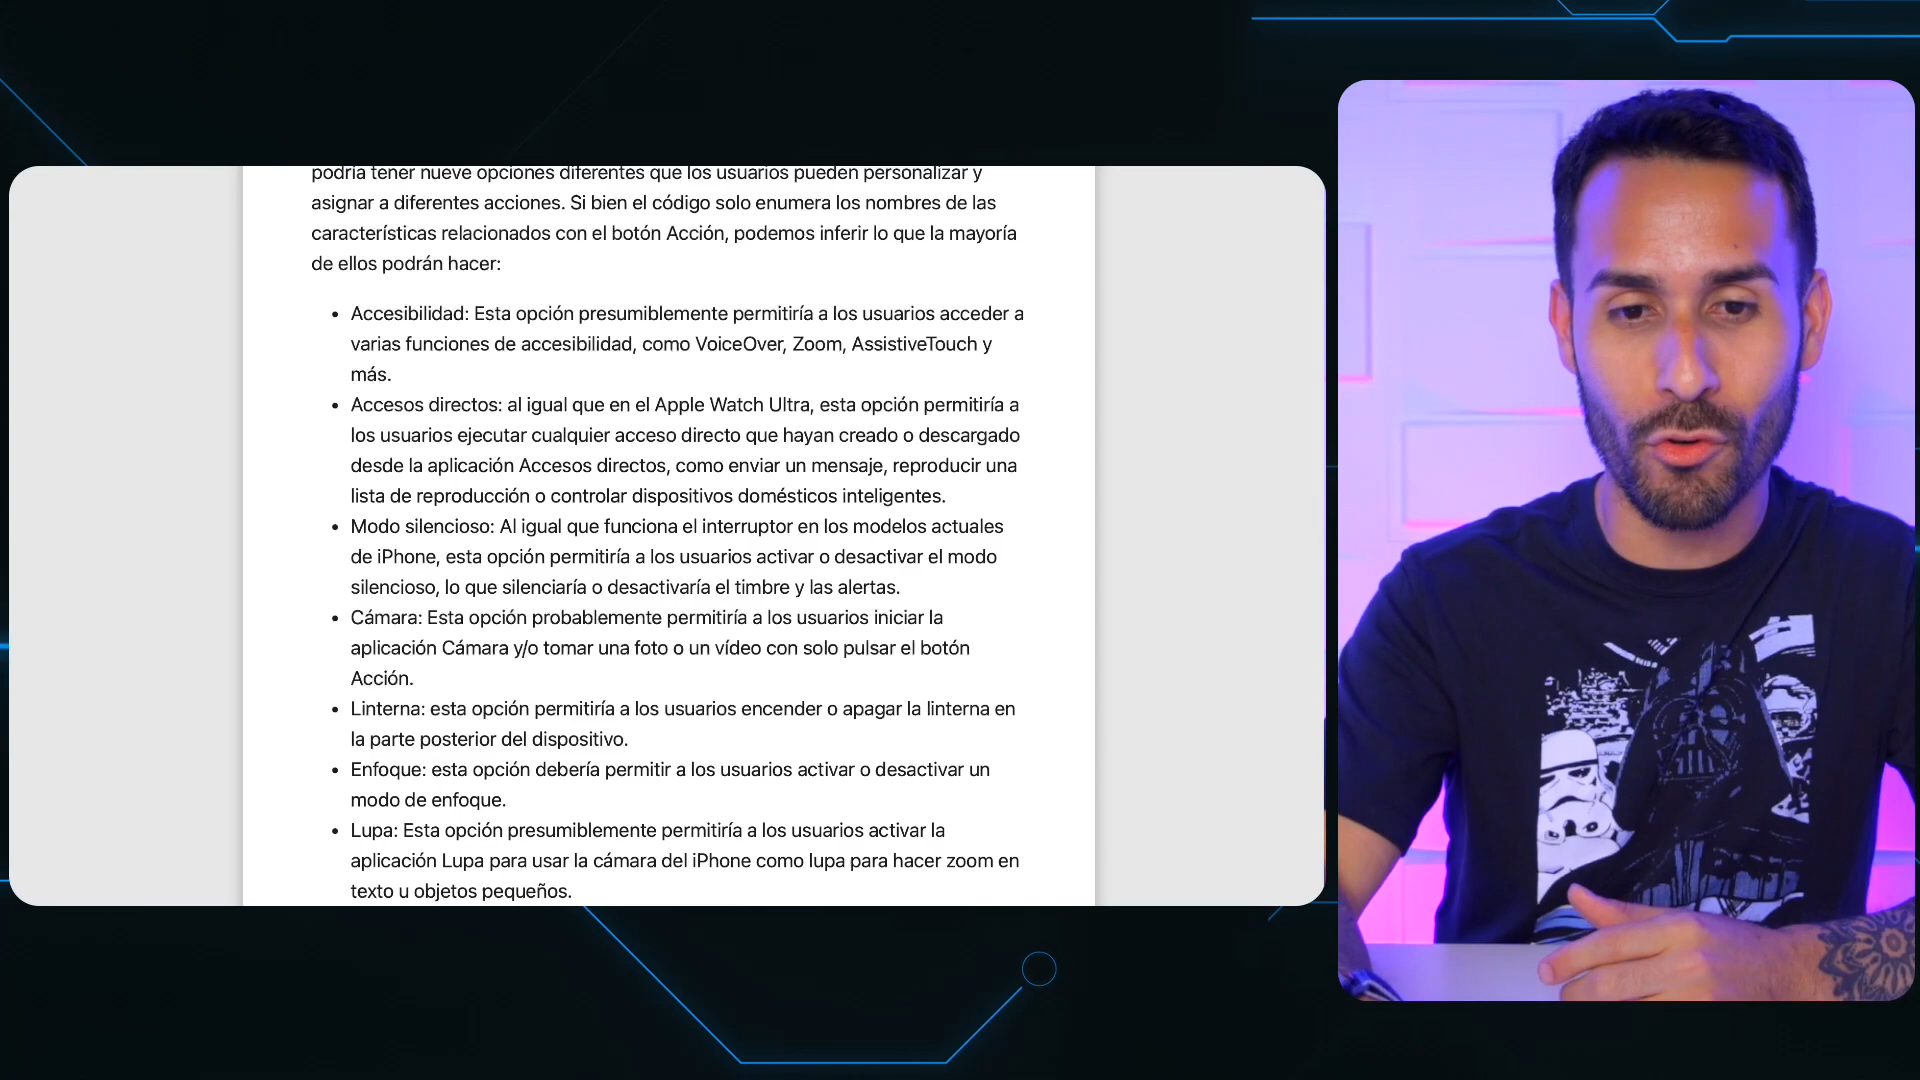 podría tener nueve opciones diferentes que los usuarios pueden personalizar y
asignar a diferentes acciones. Si bien el código solo enumera los nombres de las
características relacionados con el botón Acción, podemos inferir lo que la mayoría
de ellos podrán hacer:
• Accesibilidad: Esta opción presumiblemente permitiría a los usuarios acceder a
varias funciones de accesibilidad, como VoiceOver, Zoom, AssistiveTouch y
más.
• Accesos directos: al igual que en el Apple Watch Ultra, esta opción permitiría a
los usuarios ejecutar cualquier acceso directo que hayan creado o descargado
desde la aplicación Accesos directos, como enviar un mensaje, reproducir una
lista de reproducción o controlar dispositivos domésticos inteligentes.
• Modo silencioso: Al igual que funciona el interruptor en los modelos actuales
de iPhone, esta opción permitiría a los usuarios activar o desactivar el modo
silencioso, lo que silenciaría o desactivaría el timbre y las alertas.
• Cámara: Esta opción probablemente permitiría a los usuarios iniciar la
aplicación Cámara y/o tomar una foto o un vídeo con solo pulsar el botón
Acción.
• Linterna: esta opción permitiría a los usuarios encender o apagar la linterna en
la parte posterior del dispositivo.
• Enfoque: esta opción debería permitir a los usuarios activar o desactivar un
modo de enfoque.
• Lupa: Esta opción presumiblemente permitiría a los usuarios activar la
aplicación Lupa para usar la cámara del iPhone como lupa para hacer zoom en
texto u objetos pequeños.